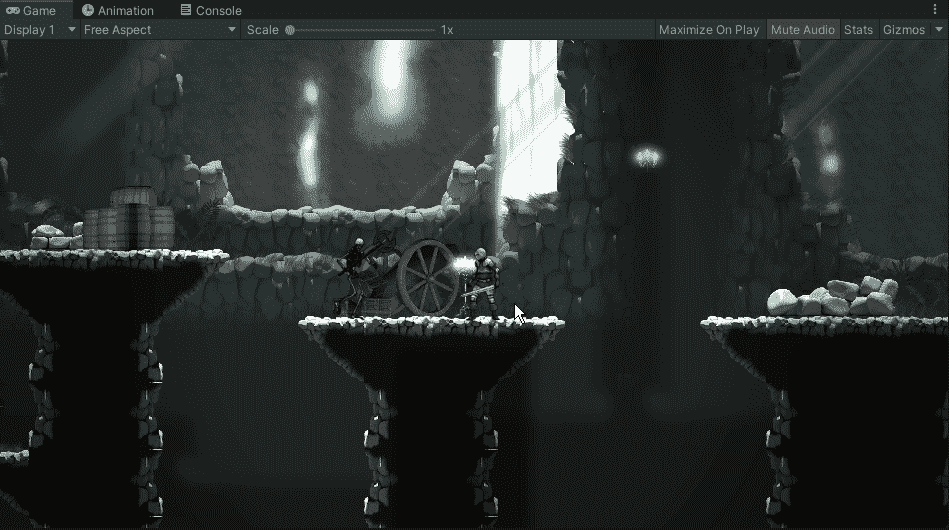 Game Animation Console
Display 1 Free Aspect Scale 1x Maximize On Play Mute Audio Stats Gizmos